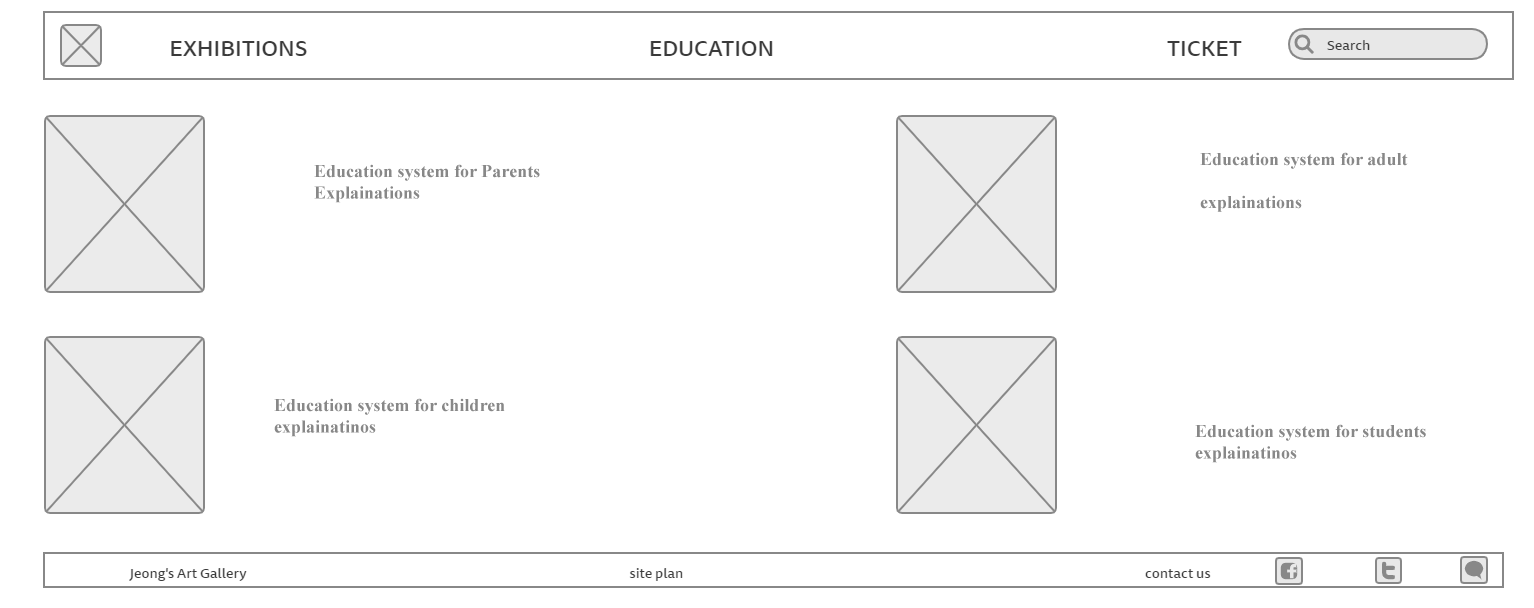 EXHIBITIONS
EDUCATION
TICKET
Search
Education system for Parents
Explainations
Education system for adult
explainations
Education system for children
explainatinos
Education system for students
explainatinos
Jeong's Art Gallery
site plan
contact us